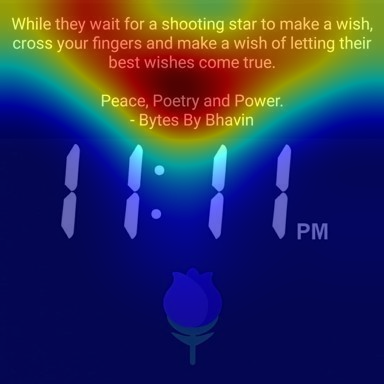 While they wait for a shooting star to make a wish,
cross your fingers and make a wish of letting their
best wishes come true.
Peace, Poetry and Power.
- Bytes By Bhavin
11:11 PM